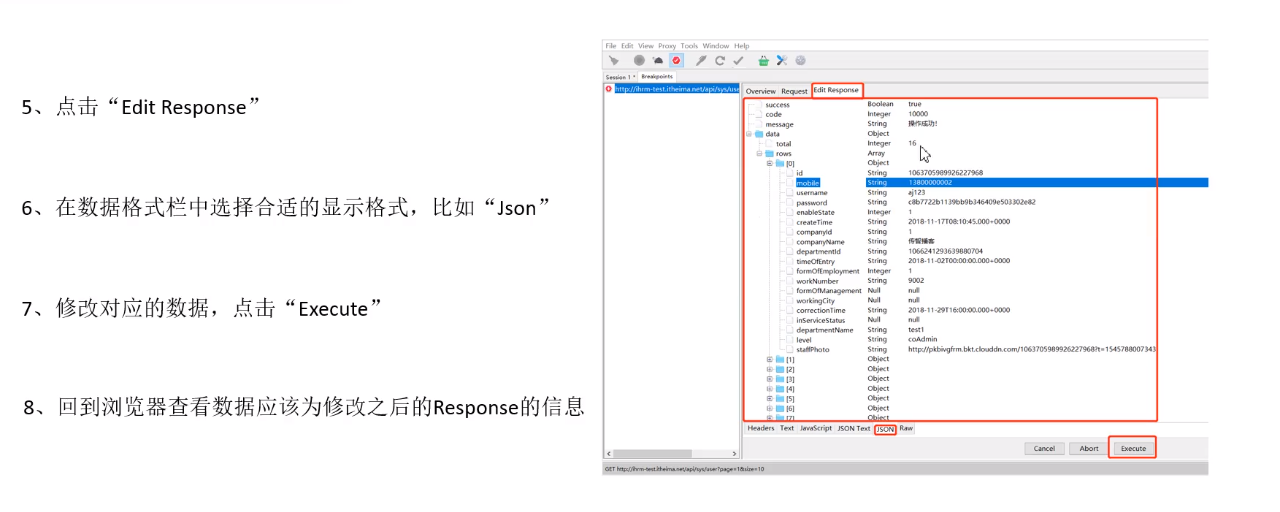 5、点击“Edit Response”
6、在数据格式栏中选择合适的显示格式，比如“Json”
7、修改对应的数据，点击“Execute”
8、回到浏览器查看数据应该为修改之后的Response的信息
File Edit View Proxy Tools Window Help
Session 1 * Breakpoints
http://ihrm-test.itheima.net/api/sys/use
Overview Request Edit Response
success Boolean true
code Integer 10000
message String 操作成功!
data Object
total Integer 16
rows Array
[0] Object
id String 1063705989926227968
mobile String 13800000002
username String aj123
password String c8b7722b1139bb9b346409e503302e82
enableState Integer 1
createTime String 2018-11-17T08:10:45.000+0000
companyId String 1
companyName String 传智播客
departmentId String 1066241293639880704
timeOfEntry String 2018-11-02T00:00:00.000+0000
formOfEmployment Integer 1
workNumber String 9002
formOfManagement Null null
workingCity Null null
correctionTime String 2018-11-29T16:00:00.000+0000
inServiceStatus Null null
departmentName String test1
level String coAdmin
staffPhoto String http://pkbivgfrm.bkt.clouddn.com/1063705989926227968?t=1545788007343
[1] Object
[2] Object
[3] Object
[4] Object
[5] Object
[6] Object
[7] Object
Headers Text JavaScript JSON Text JSON Raw
Cancel Abort Execute
GET http://ihrm-test.itheima.net/api/sys/user?page=1&size=10